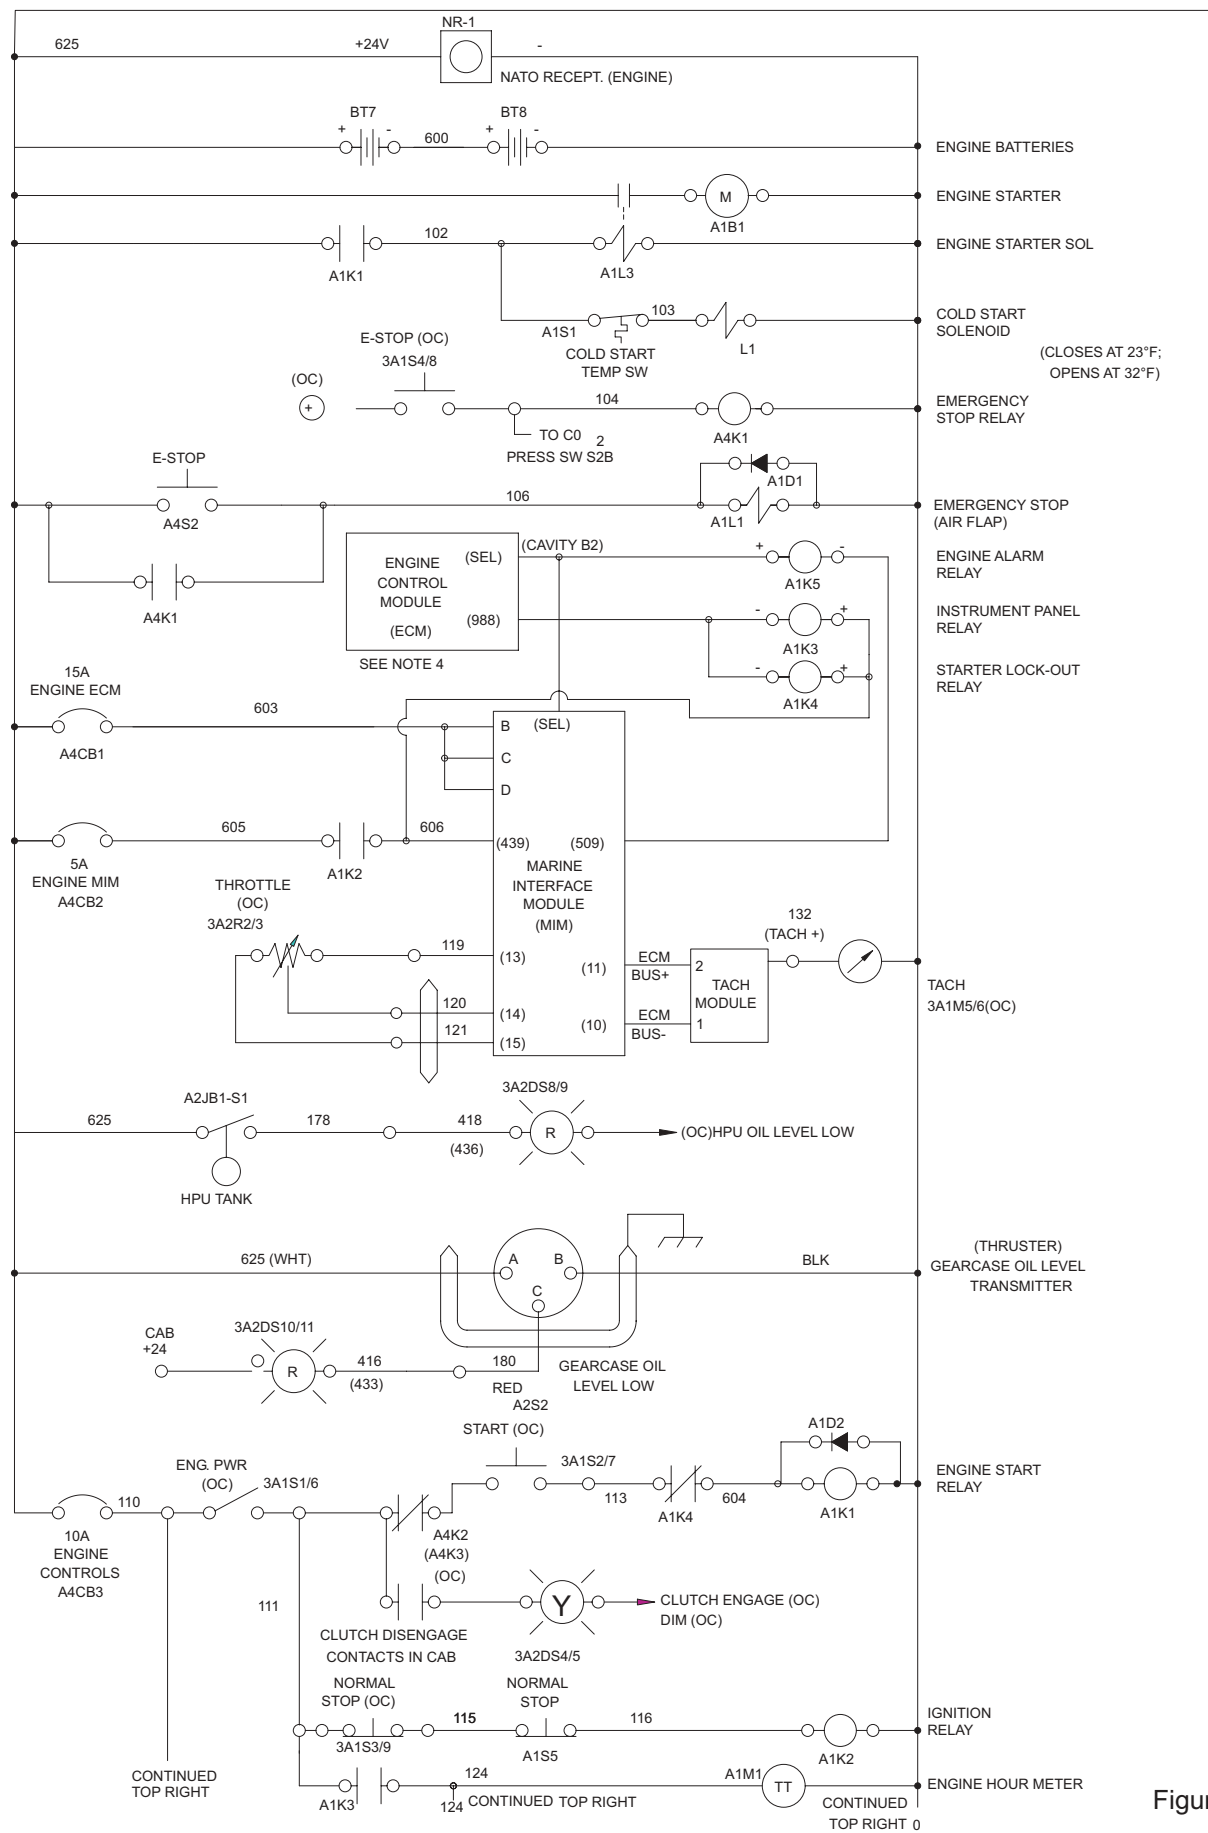 NR-1
625
+24V
-
NATO RECEPT. (ENGINE)
BT7
BT8
+
-
600
+
-
ENGINE BATTERIES
M
A1B1
ENGINE STARTER
102
A1K1
A1L3
ENGINE STARTER SOL
A1S1
103
L1
COLD START
TEMP SW
COLD START
SOLENOID
(CLOSES AT 23°F;
OPENS AT 32°F)
E-STOP (OC)
3A1S4/8
(OC)
+
104
TO C0 2
PRESS SW S2B
A4K1
EMERGENCY
STOP RELAY
E-STOP
A4S2
106
A1D1
A1L1
EMERGENCY STOP
(AIR FLAP)
A4K1
ENGINE
CONTROL
MODULE
(ECM)
(SEL)
(988)
(CAVITY B2)
SEE NOTE 4
+
-
A1K5
ENGINE ALARM
RELAY
-
+
A1K3
INSTRUMENT PANEL
RELAY
-
+
A1K4
STARTER LOCK-OUT
RELAY
15A
ENGINE ECM
603
A4CB1
B
(SEL)
C
D
605
606
(439)
(509)
5A
ENGINE MIM
A4CB2
A1K2
MARINE
INTERFACE
MODULE
(MIM)
THROTTLE
(OC)
3A2R2/3
119
(13)
120
(14)
121
(15)
(11)
ECM
BUS+
2
(10)
ECM
BUS-
1
TACH
MODULE
132
(TACH +)
TACH
3A1M5/6(OC)
A2JB1-S1
625
178
418
(436)
3A2DS8/9
R
(OC)HPU OIL LEVEL LOW
HPU TANK
625 (WHT)
A
B
C
BLK
(THRUSTER)
GEARCASE OIL LEVEL
TRANSMITTER
CAB
+24
3A2DS10/11
R
416
(433)
180
RED
A2S2
GEARCASE OIL
LEVEL LOW
START (OC)
3A1S2/7
A1D2
ENG. PWR
(OC)
3A1S1/6
110
10A
ENGINE
CONTROLS
A4CB3
A4K2
(A4K3)
(OC)
113
A1K4
604
A1K1
ENGINE START
RELAY
111
Y
CLUTCH ENGAGE (OC)
DIM (OC)
CLUTCH DISENGAGE
CONTACTS IN CAB
3A2DS4/5
NORMAL
STOP (OC)
3A1S3/9
115
NORMAL
STOP
A1S5
116
A1K2
IGNITION
RELAY
CONTINUED
TOP RIGHT
A1K3
124
124
CONTINUED TOP RIGHT
A1M1
TT
ENGINE HOUR METER
CONTINUED
TOP RIGHT 0
Figur